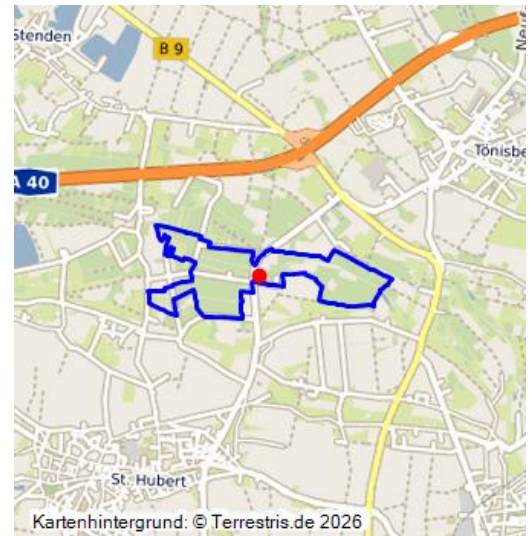 Stenden
B 9
Tönisbe
A 40
St. Hubert
Kartenhintergrund: © Terrestris.de 2026